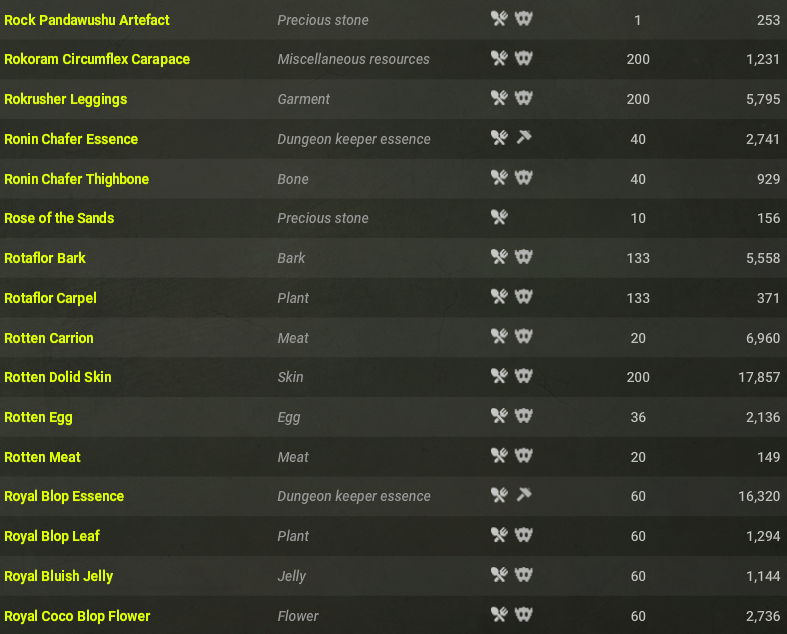 Rock Pandawushu Artefact Precious stone 1 253
Rokoram Circumflex Carapace Miscellaneous resources 200 1,231
Rokrusher Leggings Garment 200 5,795
Ronin Chafer Essence Dungeon keeper essence 40 2,741
Ronin Chafer Thighbone Bone 40 929
Rose of the Sands Precious stone 10 156
Rotaflor Bark Bark 133 5,558
Rotaflor Carpel Plant 133 371
Rotten Carrion Meat 20 6,960
Rotten Dolid Skin Skin 200 17,857
Rotten Egg Egg 36 2,136
Rotten Meat Meat 20 149
Royal Blop Essence Dungeon keeper essence 60 16,320
Royal Blop Leaf Plant 60 1,294
Royal Bluish Jelly Jelly 60 1,144
Royal Coco Blop Flower Flower 60 2,736